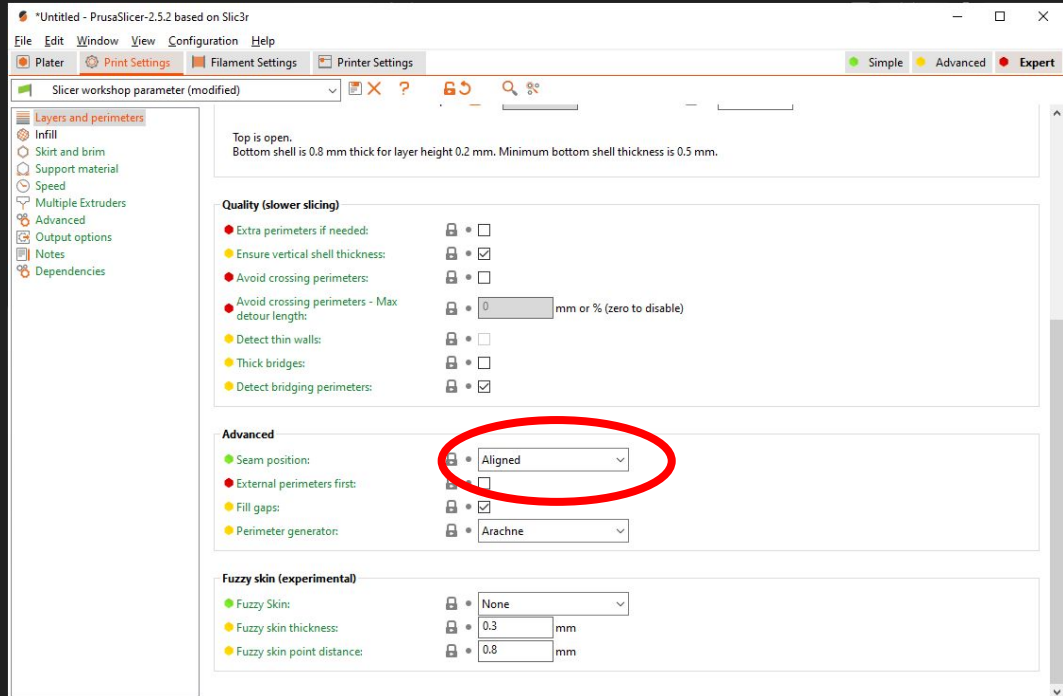 *Untitled - PrusaSlicer-2.5.2 based on Slic3r
File Edit Window View Configuration Help
Plater Print Settings Filament Settings Printer Settings Simple Advanced Expert
Slicer workshop parameter (modified) ?
Layers and perimeters
Infill
Skirt and brim
Support material
Speed
Multiple Extruders
Advanced
Output options
Notes
Dependencies
Top is open.
Bottom shell is 0.8 mm thick for layer height 0.2 mm. Minimum bottom shell thickness is 0.5 mm.
Quality (slower slicing)
Extra perimeters if needed:
Ensure vertical shell thickness:
Avoid crossing perimeters:
Avoid crossing perimeters - Max
detour length: 0 mm or % (zero to disable)
Detect thin walls:
Thick bridges:
Detect bridging perimeters:
Advanced
Seam position: Aligned
External perimeters first:
Fill gaps:
Perimeter generator: Arachne
Fuzzy skin (experimental)
Fuzzy Skin: None
Fuzzy skin thickness: 0.3 mm
Fuzzy skin point distance: 0.8 mm